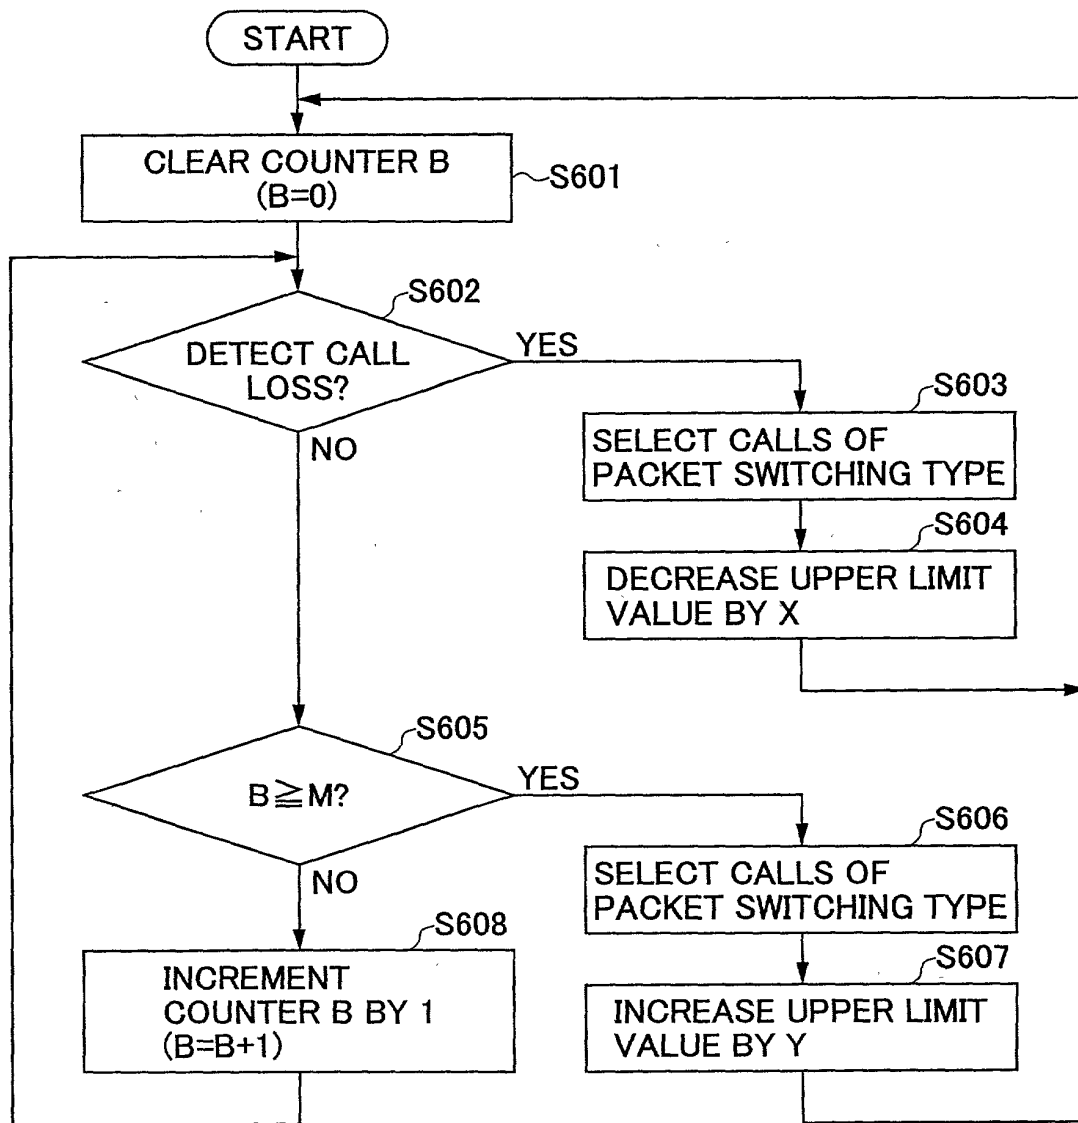 START
CLEAR COUNTER B
(B=0)
S601
S602
DETECT CALL
LOSS?
YES
NO
S603
SELECT CALLS OF
PACKET SWITCHING TYPE
S604
DECREASE UPPER LIMIT
VALUE BY X
S605
B≧M?
YES
NO
S606
SELECT CALLS OF
PACKET SWITCHING TYPE
S608
INCREMENT
COUNTER B BY 1
(B=B+1)
S607
INCREASE UPPER LIMIT
VALUE BY Y